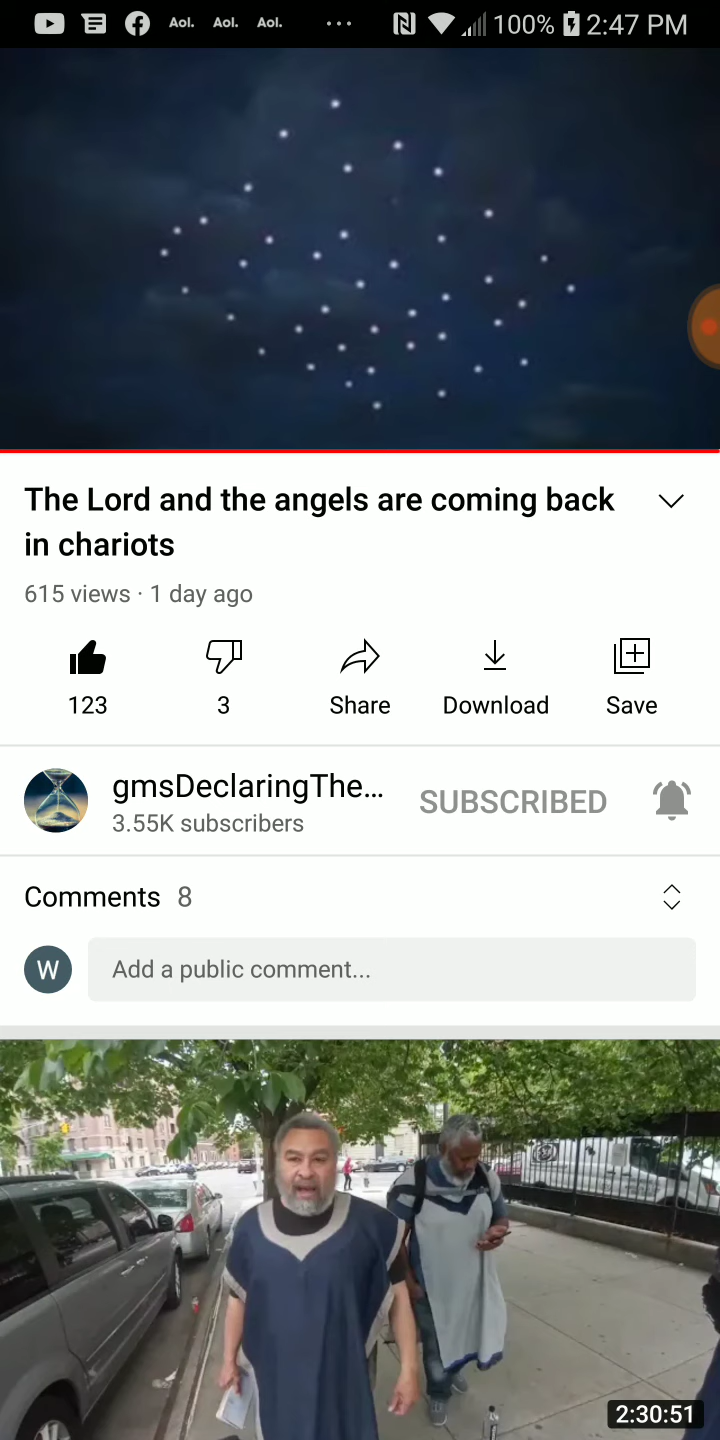 Aol. Aol. Aol. ... 100% 2:47 PM
The Lord and the angels are coming back
in chariots
615 views · 1 day ago
123 3 Share Download Save
gmsDeclaringThe... SUBSCRIBED
3.55K subscribers
Comments 8
W Add a public comment...
2:30:51